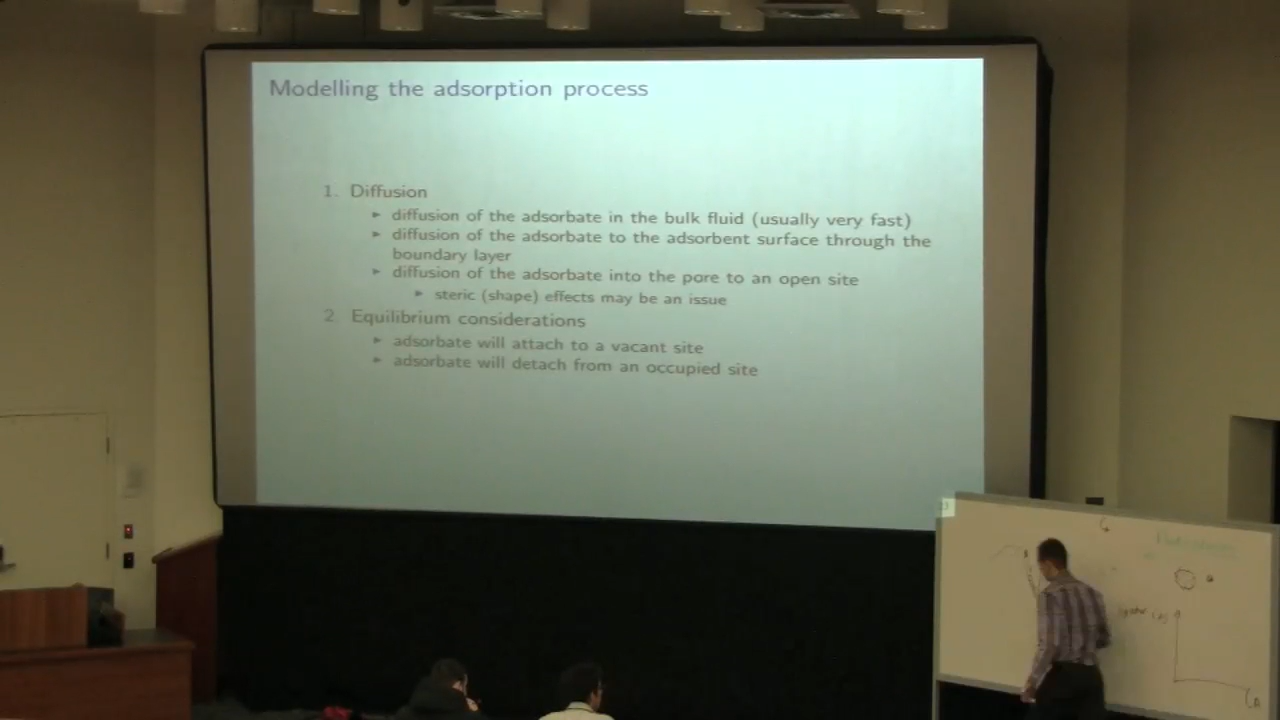 Modelling the adsorption process
1. Diffusion
► diffusion of the adsorbate in the bulk fluid (usually very fast)
► diffusion of the adsorbate to the adsorbent surface through the
boundary layer
► diffusion of the adsorbate into the pore to an open site
► steric (shape) effects may be an issue
2. Equilibrium considerations
► adsorbate will attach to a vacant site
► adsorbate will detach from an occupied site